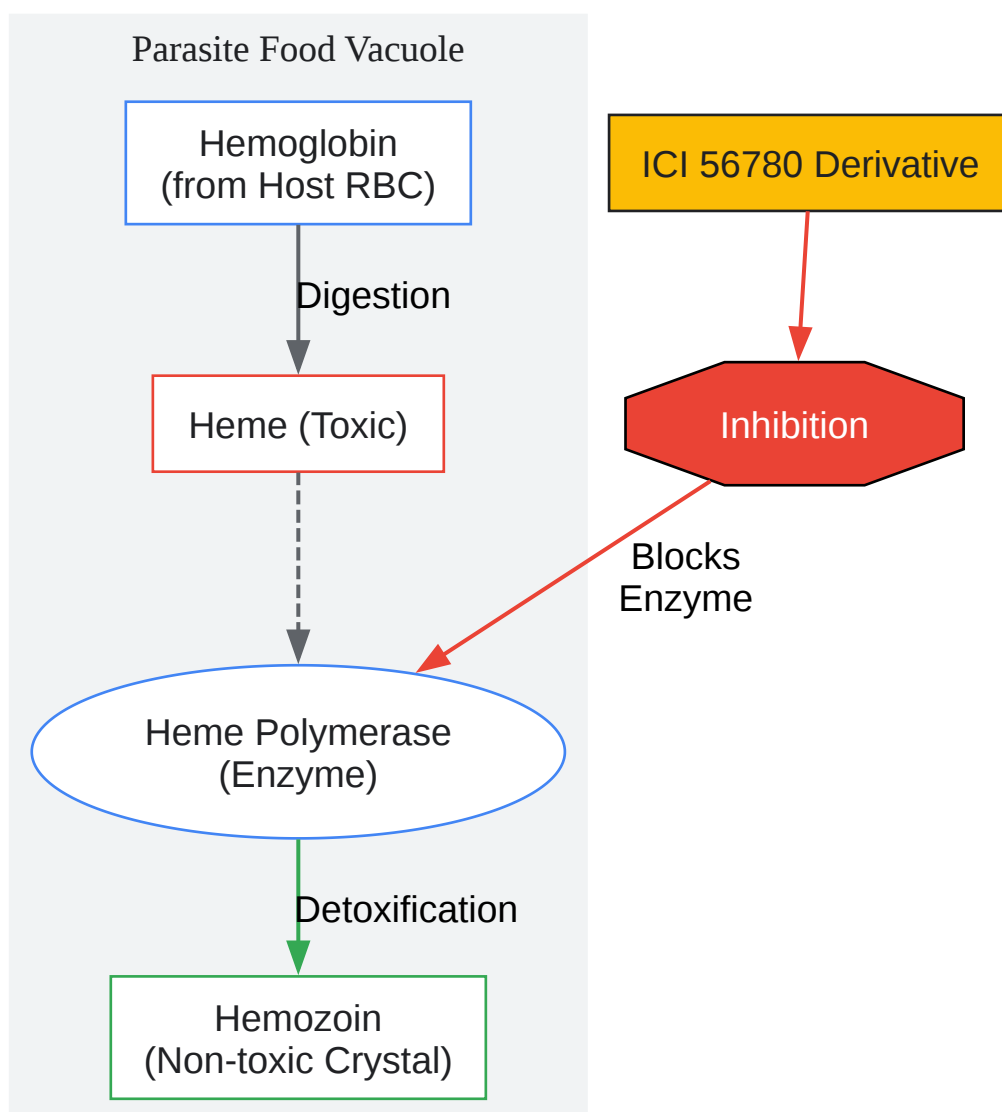 Parasite Food Vacuole
Hemoglobin
(from Host RBC)
ICI 56780 Derivative
Digestion
Heme (Toxic)
Inhibition
Blocks
Enzyme
Heme Polymerase
(Enzyme)
Detoxification
Hemozoin
(Non-toxic Crystal)